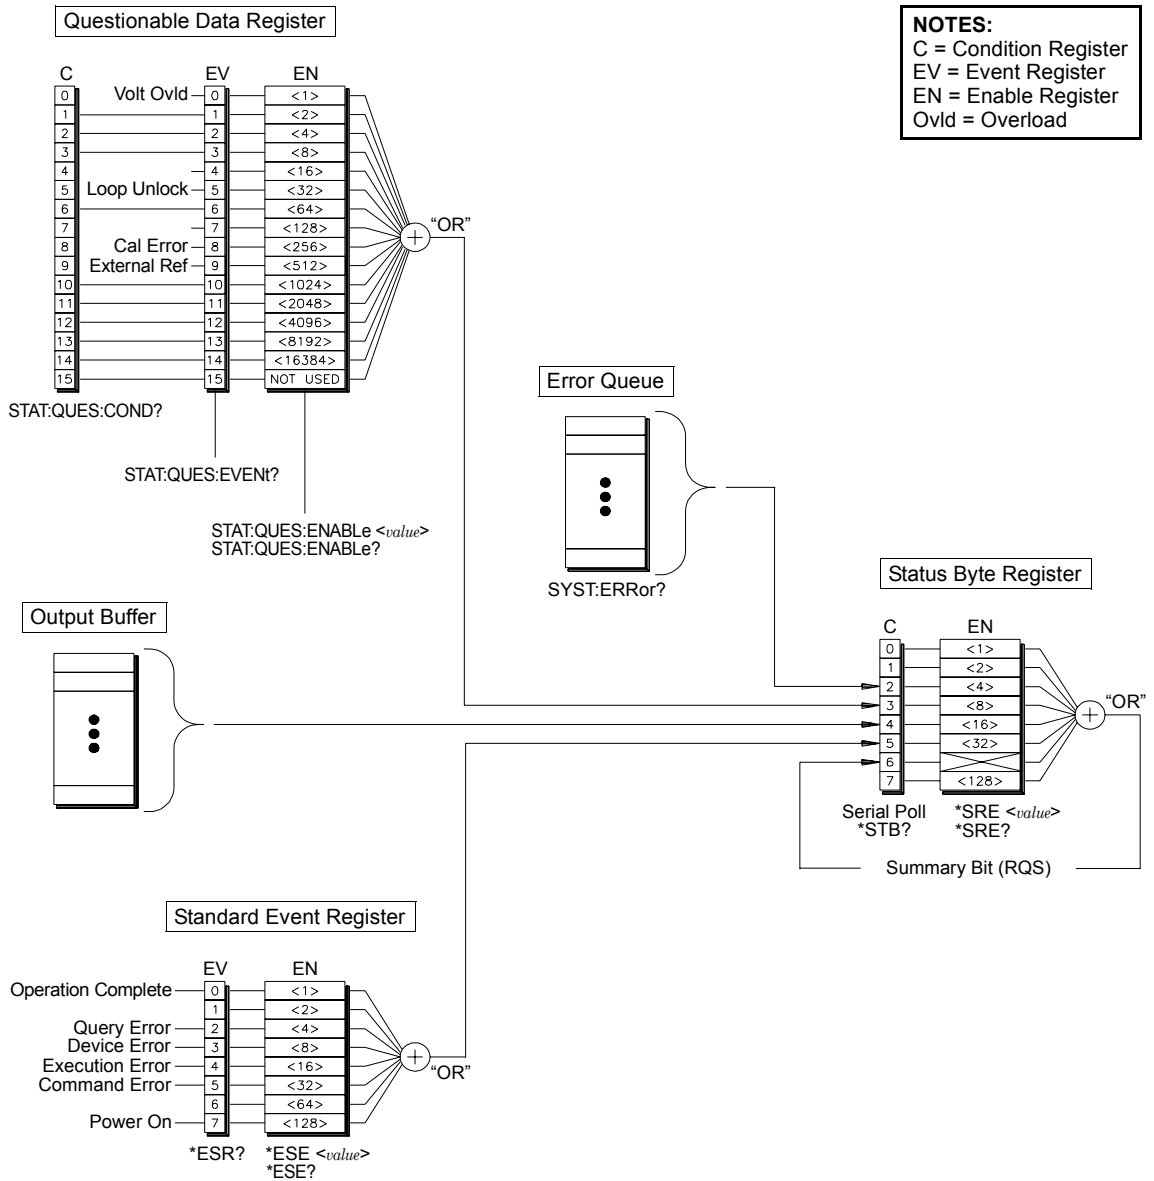 Questionable Data Register
NOTES:
C = Condition Register
EV = Event Register
EN = Enable Register
Ovld = Overload
C EV EN
0 Volt Ovld 0 <1>
1 1 <2>
2 2 <4>
3 3 <8>
4 4 <16>
5 Loop Unlock 5 <32>
6 6 <64>
7 7 <128>
8 Cal Error 8 <256>
9 External Ref 9 <512>
10 10 <1024>
11 11 <2048>
12 12 <4096>
13 13 <8192>
14 14 <16384>
15 15 NOT USED
+ “OR”
STAT:QUES:COND?
STAT:QUES:EVENt?
STAT:QUES:ENABLe <value>
STAT:QUES:ENABLe?
Error Queue
SYST:ERRor?
Output Buffer
Status Byte Register
C EN
0 <1>
1 <2>
2 <4>
3 <8>
4 <16>
5 <32>
6
7 <128>
+ “OR”
Serial Poll
*STB?
*SRE <value>
*SRE?
Summary Bit (RQS)
Standard Event Register
EV EN
Operation Complete 0 <1>
1 <2>
Query Error 2 <4>
Device Error 3 <8>
Execution Error 4 <16>
Command Error 5 <32>
6 <64>
Power On 7 <128>
+ “OR”
*ESR?
*ESE <value>
*ESE?